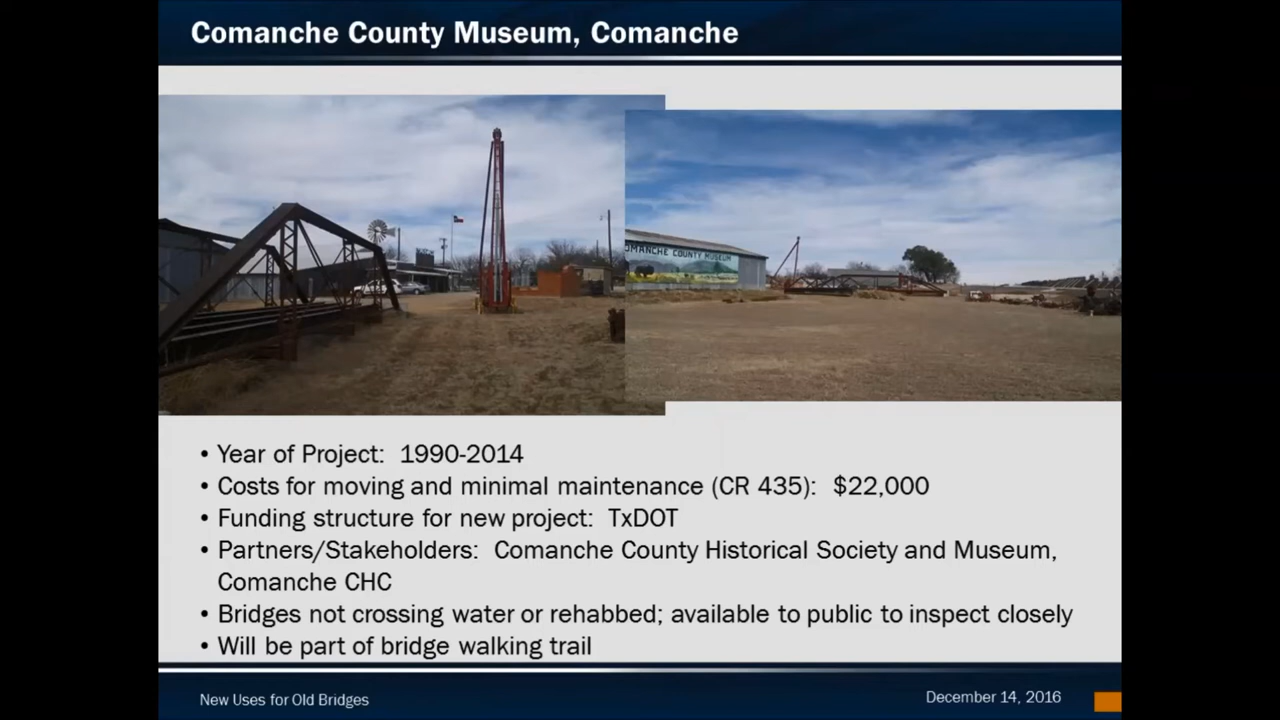 Comanche County Museum, Comanche
OMANCHE COUNTY MUSEUM
• Year of Project: 1990-2014
• Costs for moving and minimal maintenance (CR 435): $22,000
• Funding structure for new project: TxDOT
• Partners/Stakeholders: Comanche County Historical Society and Museum,
Comanche CHC
• Bridges not crossing water or rehabbed; available to public to inspect closely
• Will be part of bridge walking trail
New Uses for Old Bridges
December 14, 2016